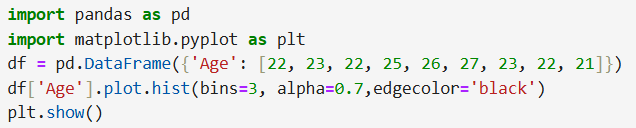 import pandas as pd
import matplotlib.pyplot as plt
df = pd.DataFrame({'Age': [22, 23, 22, 25, 26, 27, 23, 22, 21]})
df['Age'].plot.hist(bins=3, alpha=0.7,edgecolor='black')
plt.show()